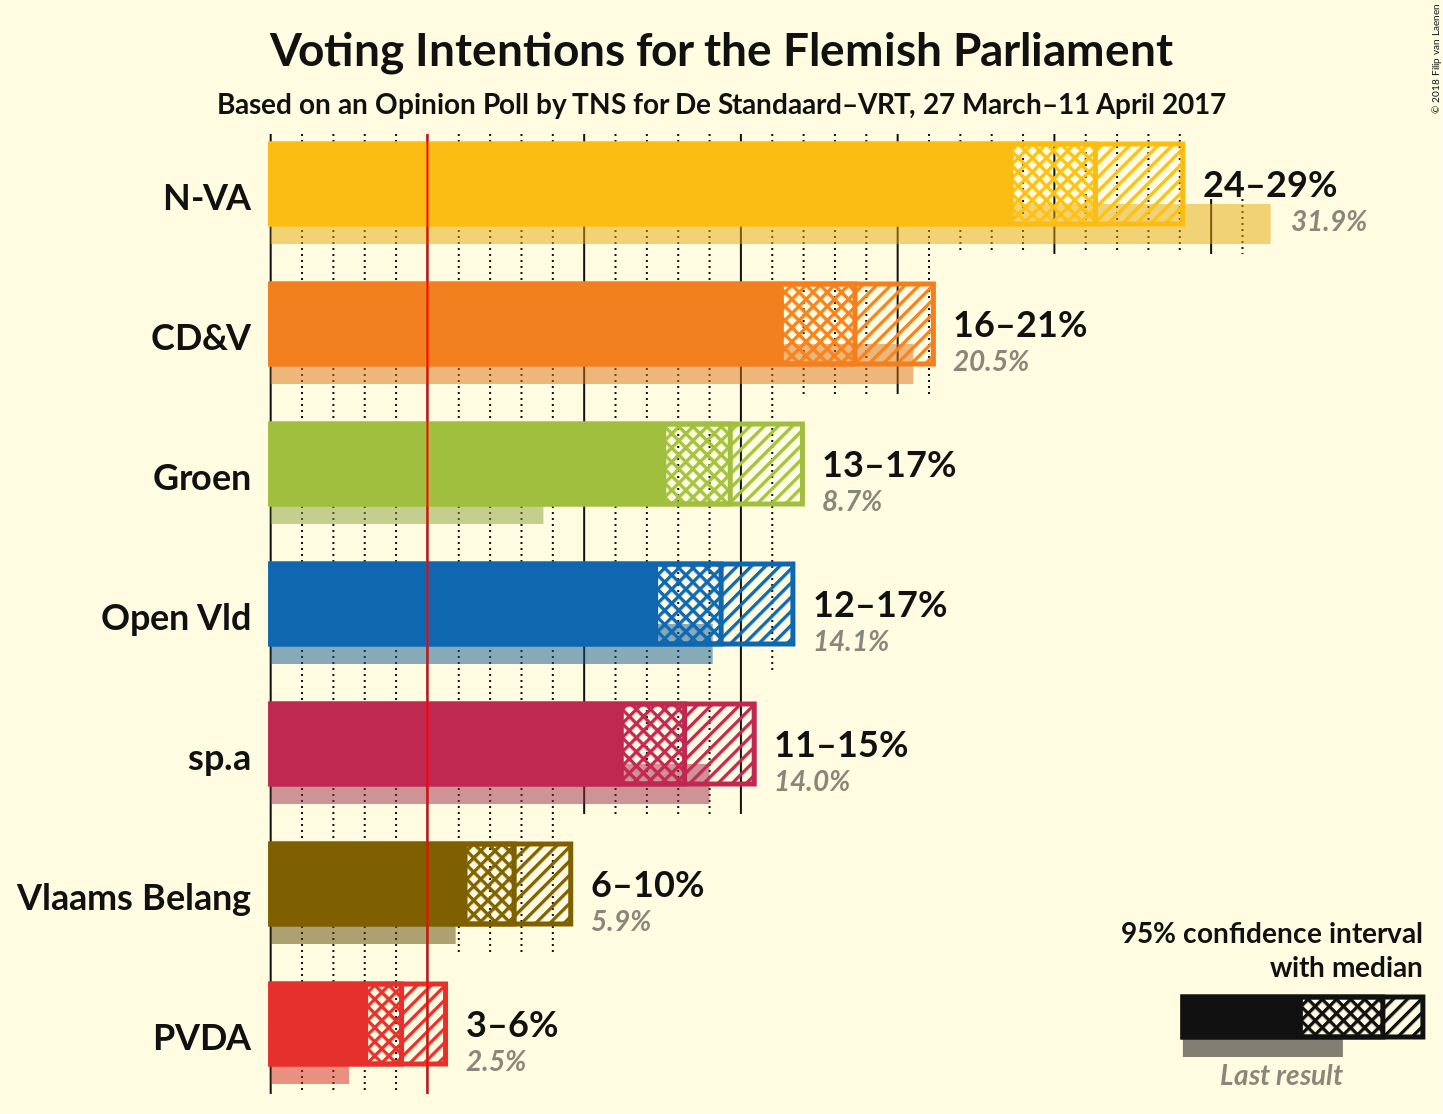 Voting Intentions for the Flemish Parliament
Based on an Opinion Poll by TNS for De Standaard–VRT, 27 March–11 April 2017
© 2018 Filip van Laenen
N-VA
24–29%
31.9%
CD&V
16–21%
20.5%
Groen
13–17%
8.7%
Open Vld
12–17%
14.1%
sp.a
11–15%
14.0%
Vlaams Belang
6–10%
5.9%
PVDA
3–6%
2.5%
95% confidence interval
with median
Last result